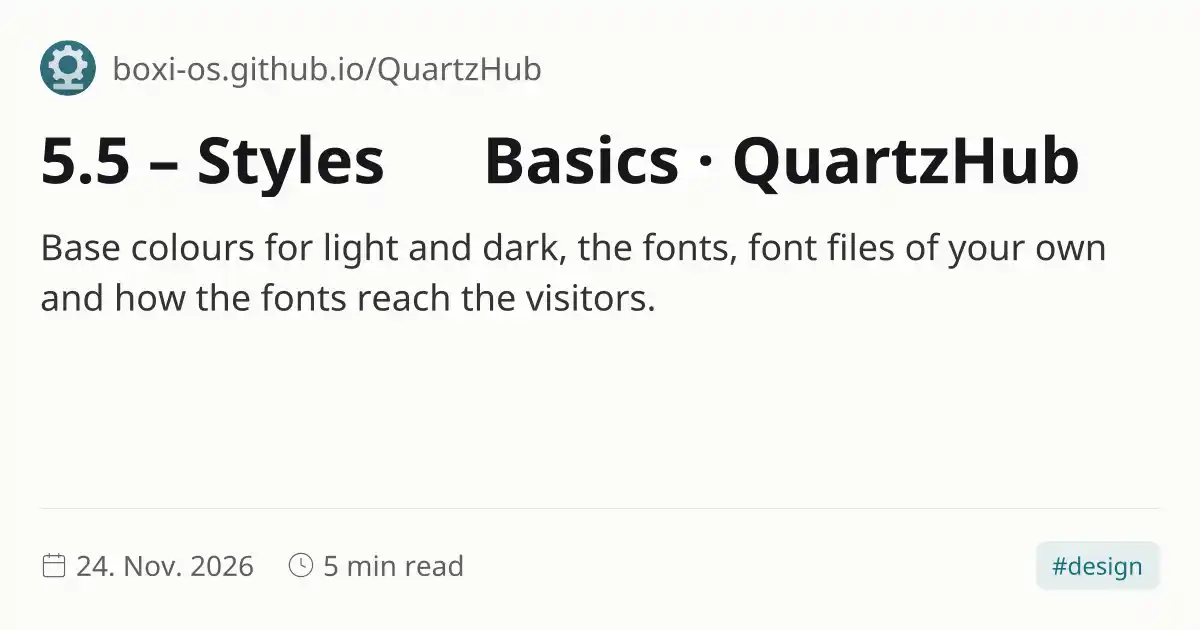 boxi-os.github.io/QuartzHub
5.5 – Styles Basics · QuartzHub
Base colours for light and dark, the fonts, font files of your own
and how the fonts reach the visitors.
24. Nov. 2026 5 min read #design